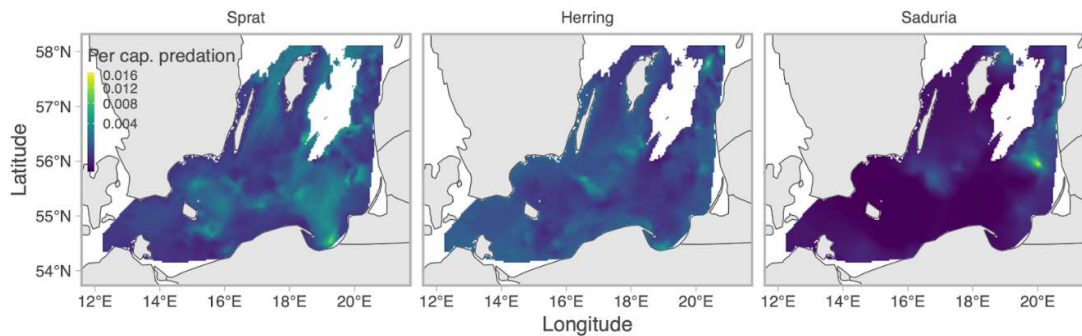 Sprat Herring Saduria
Per cap. predation
0.016
0.012
0.008
0.004
58°N
57°N
56°N
55°N
54°N
Latitude
12°E 14°E 16°E 18°E 20°E 12°E 14°E 16°E 18°E 20°E 12°E 14°E 16°E 18°E 20°E
Longitude